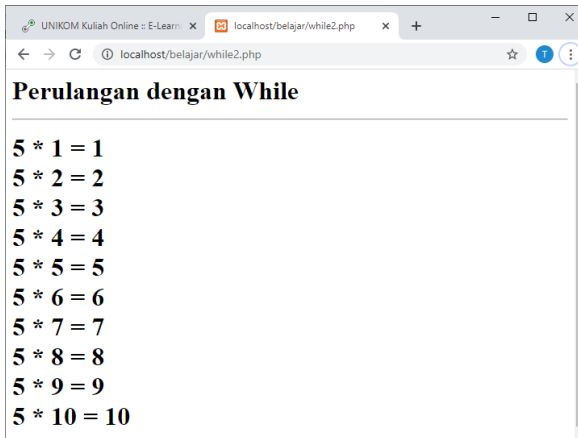 UNIKOM Kuliah Online :: E-Learni
localhost/belajar/while2.php
localhost/belajar/while2.php
T
Perulangan dengan While
5 * 1 = 1
5 * 2 = 2
5 * 3 = 3
5 * 4 = 4
5 * 5 = 5
5 * 6 = 6
5 * 7 = 7
5 * 8 = 8
5 * 9 = 9
5 * 10 = 10